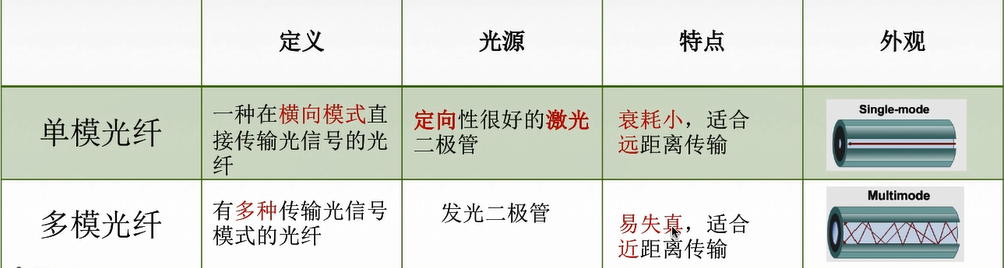 定义
光源
特点
外观
单模光纤
一种在横向模式直
接传输光信号的光
纤
定向性很好的激光
二极管
衰耗小，适合
远距离传输
Single-mode
多模光纤
有多种传输光信号
模式的光纤
发光二极管
易失真，适合
近距离传输
Multimode